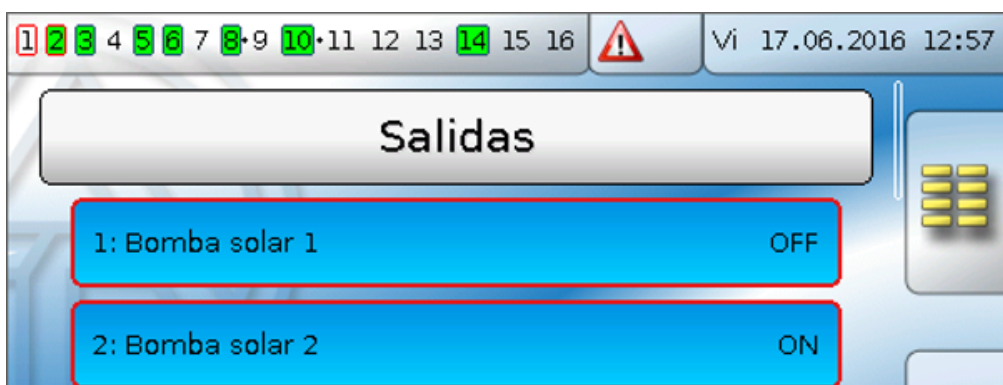 1 2 3 4 5 6 7 8·9 10·11 12 13 14 15 16 Vi 17.06.2016 12:57
Salidas
1: Bomba solar 1 OFF
2: Bomba solar 2 ON